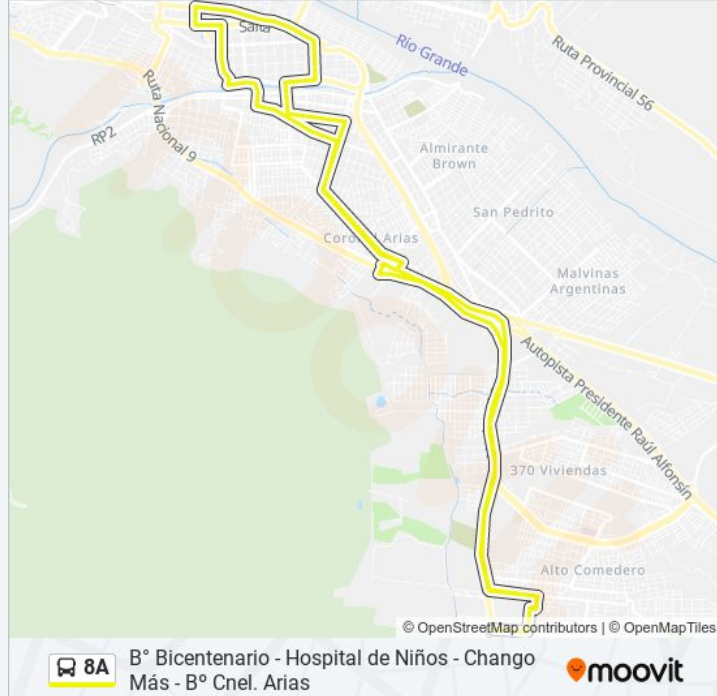 Salta
Río Grande
Ruta Provincial 56
Ruta Nacional 9
RP2
Almirante
Brown
San Pedrito
Malvinas
Argentinas
Autopista Presidente Raúl Alfonsín
370 Viviendas
Alto Comedero
© OpenStreetMap contributors | © OpenMapTiles
8A
B° Bicentenario - Hospital de Niños - Chango
Más - Bº Cnel. Arias
moovit